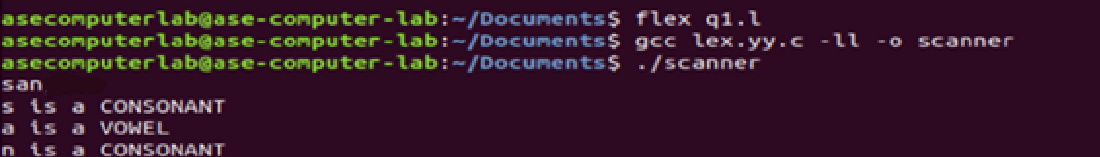 asecomputerlab@ase-computer-lab:~/Documents$ flex q1.l
asecomputerlab@ase-computer-lab:~/Documents$ gcc lex.yy.c -ll -o scanner
asecomputerlab@ase-computer-lab:~/Documents$ ./scanner
san
s is a CONSONANT
a is a VOWEL
n is a CONSONANT